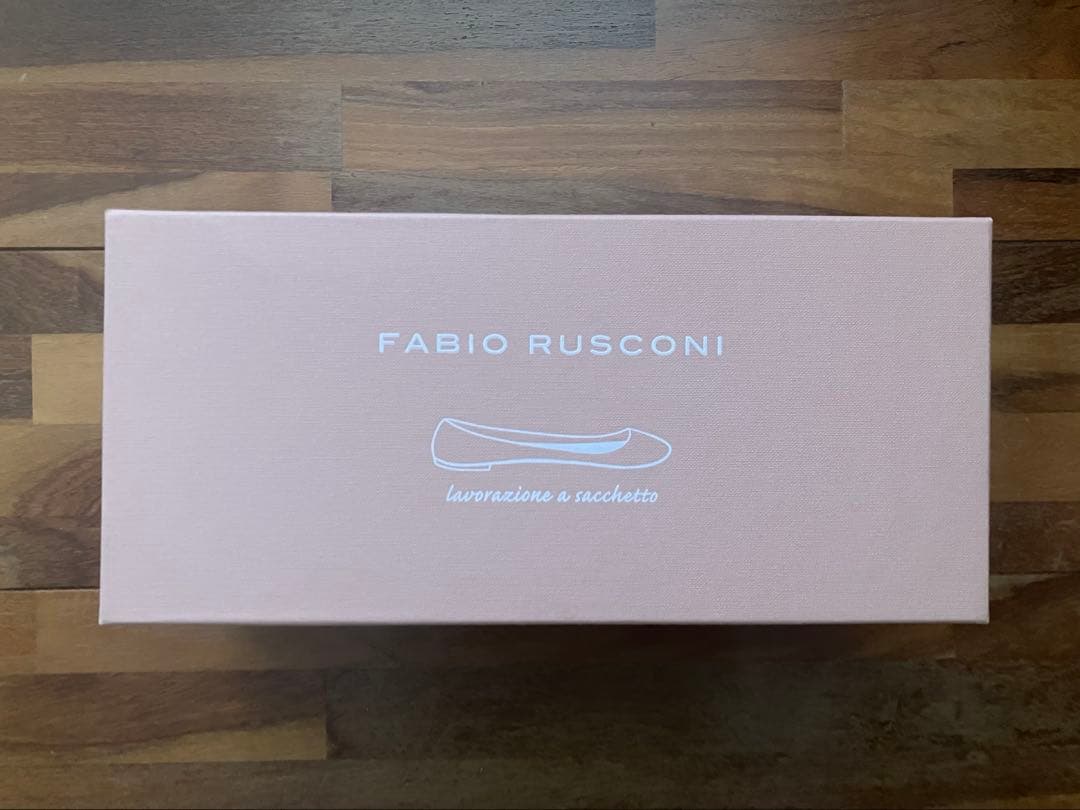 FABIO RUSCONI
lavorazione a sacchetto